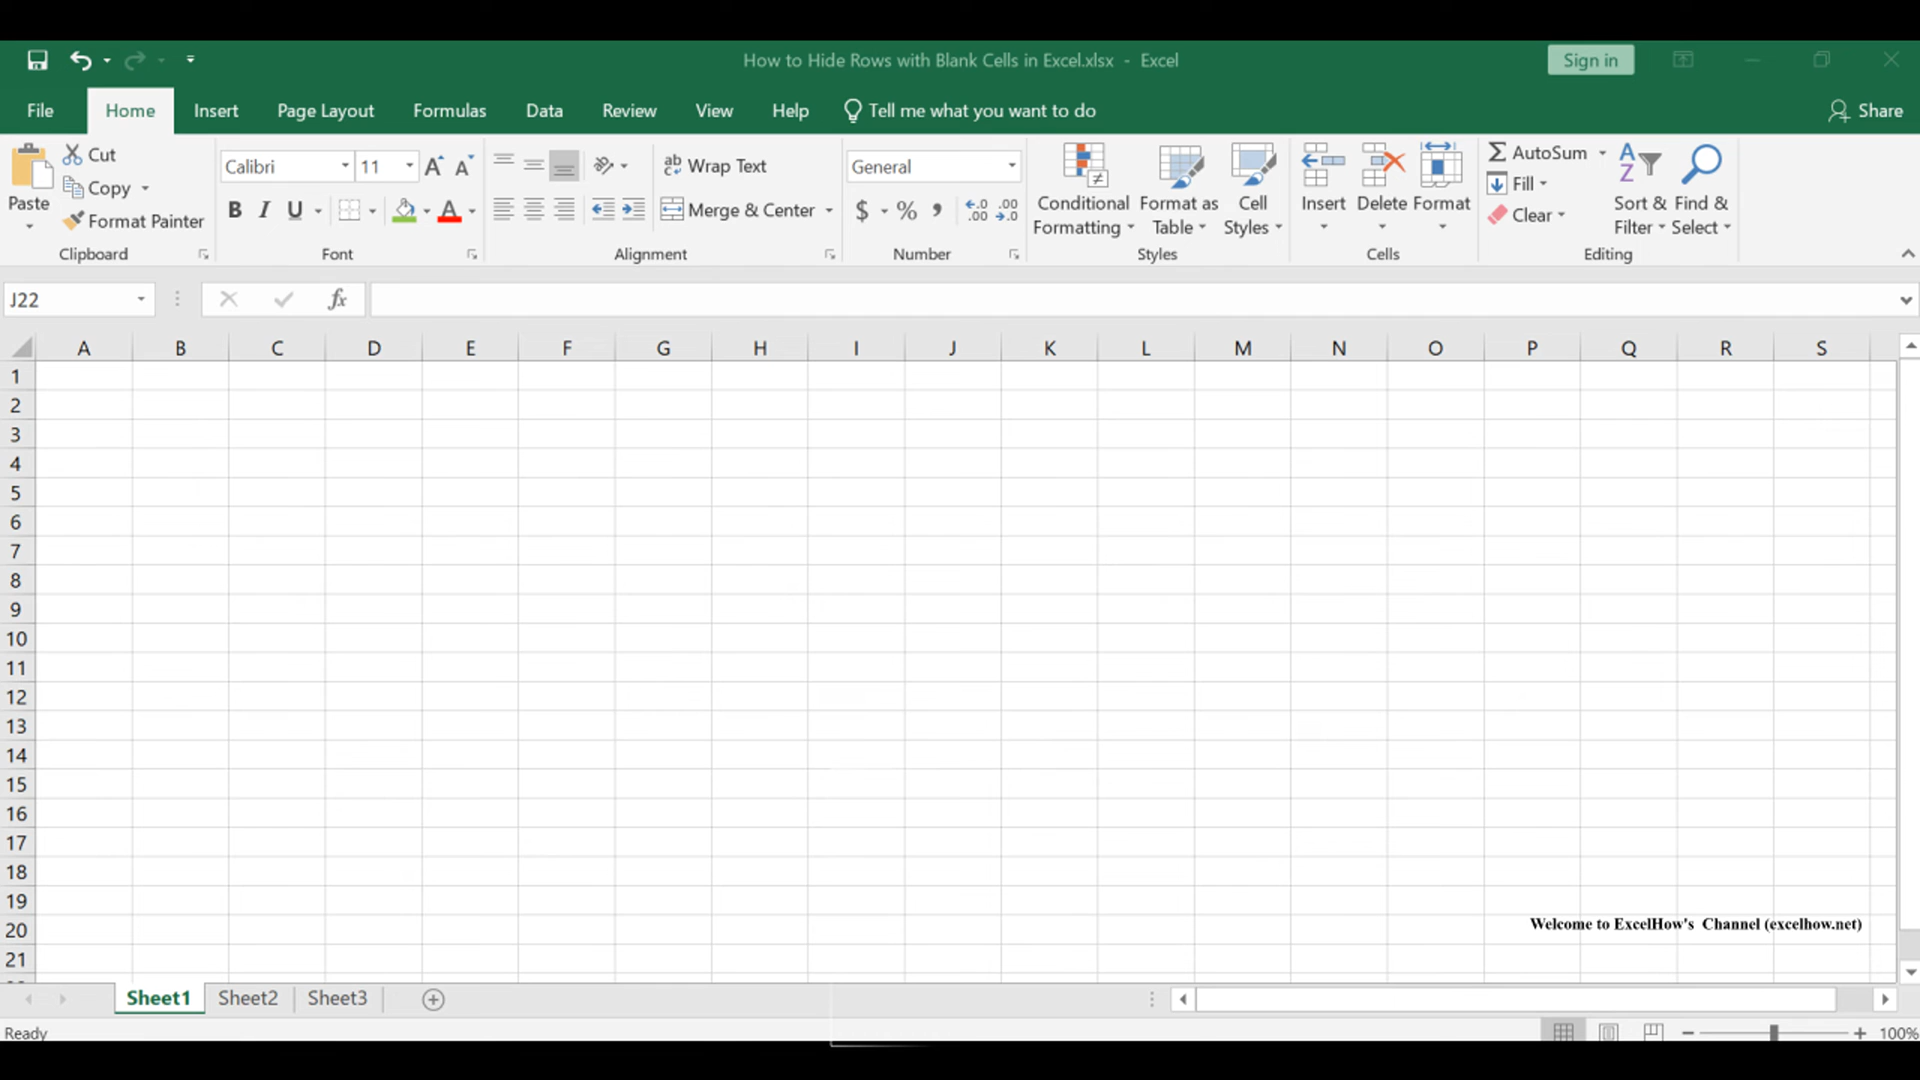 How to Hide Rows with Blank Cells in Excel.xlsx - Excel
Sign in
File Home Insert Page Layout Formulas Data Review View Help Tell me what you want to do Share
Paste
Cut
Copy
Format Painter
Clipboard
Calibri 11
B I U A
Font
ab Wrap Text
Merge & Center
Alignment
General
$ % , .00 .0
Number
Conditional Formatting
Format as Table
Cell Styles
Styles
Insert Delete Format
Cells
Σ AutoSum
Fill
Clear
Sort & Filter
Find & Select
Editing
J22 fx
A B C D E F G H I J K L M N O P Q R S
1
2
3
4
5
6
7
8
9
10
11
12
13
14
15
16
17
18
19
20
21
Welcome to ExcelHow's Channel (excelhow.net)
Sheet1 Sheet2 Sheet3
Ready
100%